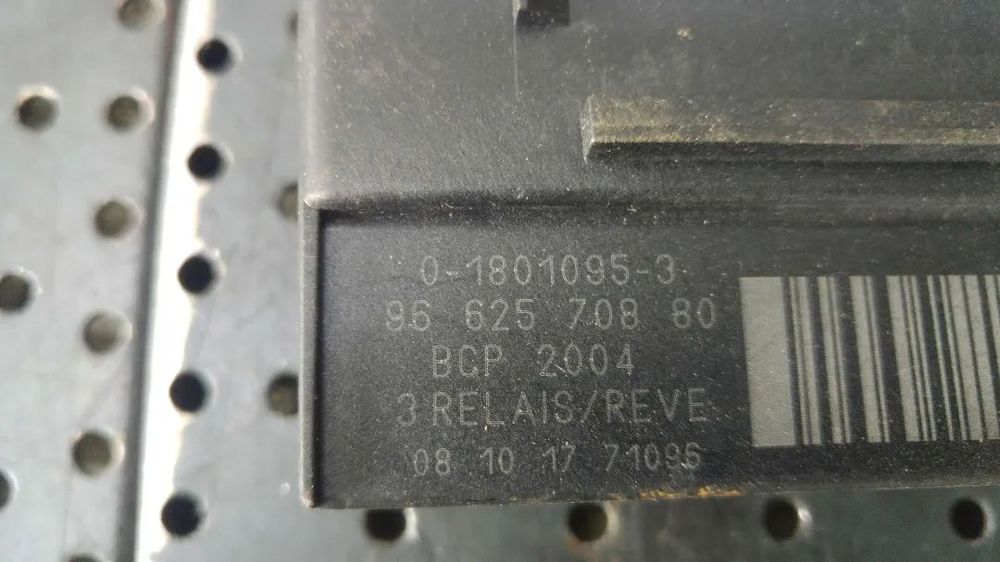 0-1801095-3
96 625 708 80
BCP 2004
3 RELAIS/REVE
08 10 17 71096